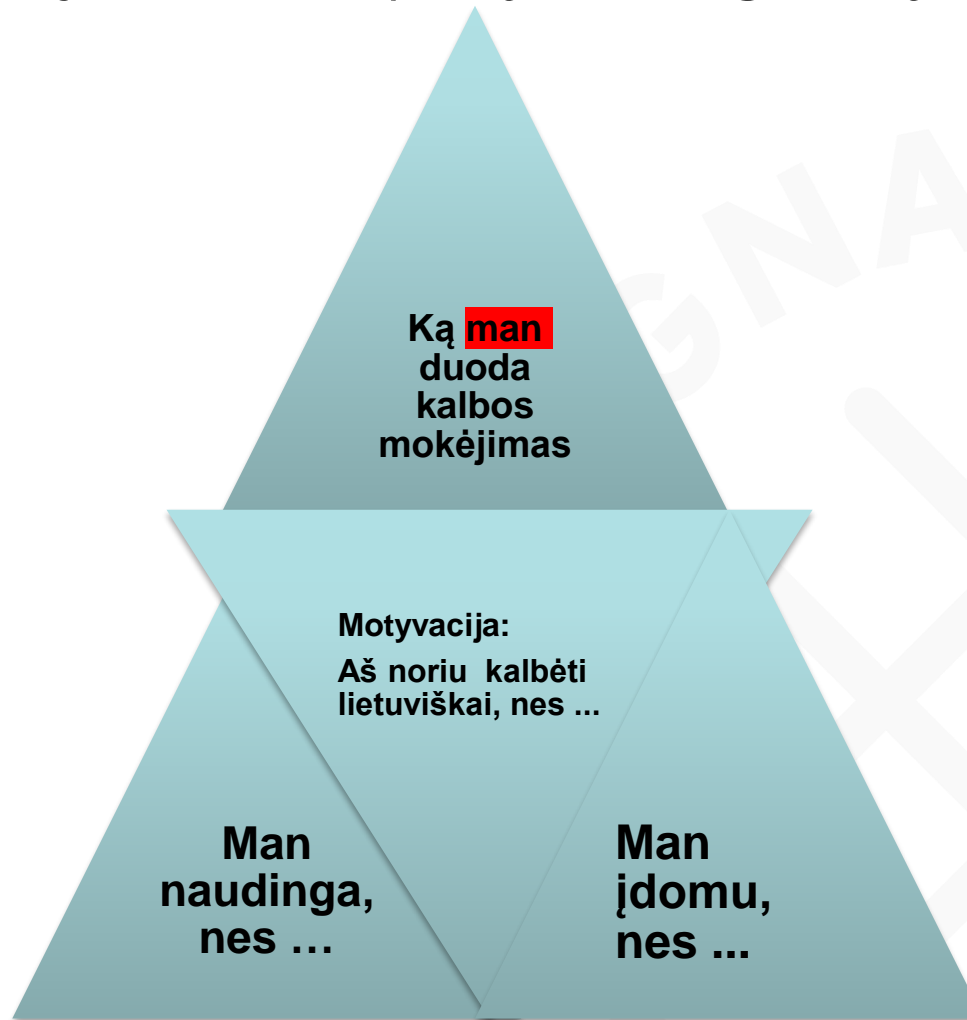 Ką man
duoda
kalbos
mokėjimas
Motyvacija:
Aš noriu kalbėti
lietuviškai, nes ...
Man
naudinga,
nes ...
Man
įdomu,
nes ...